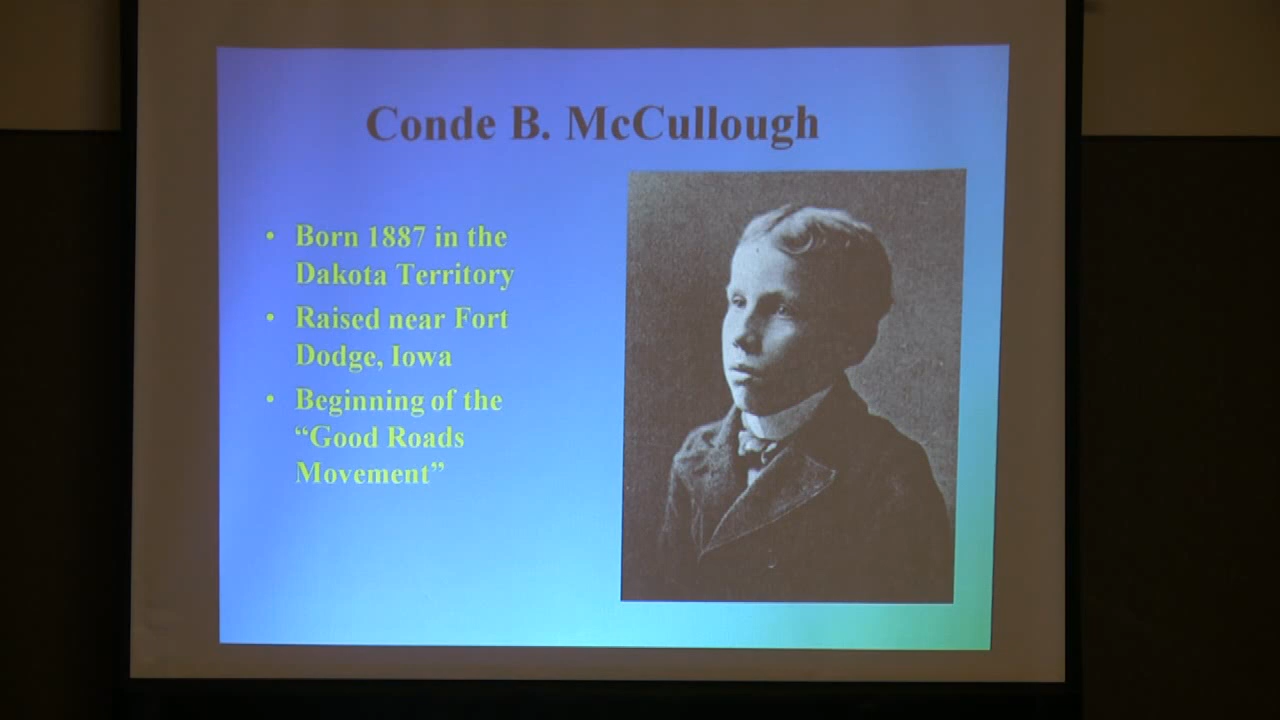 Conde B. McCullough
• Born 1887 in the
Dakota Territory
• Raised near Fort
Dodge, Iowa
• Beginning of the
“Good Roads
Movement”